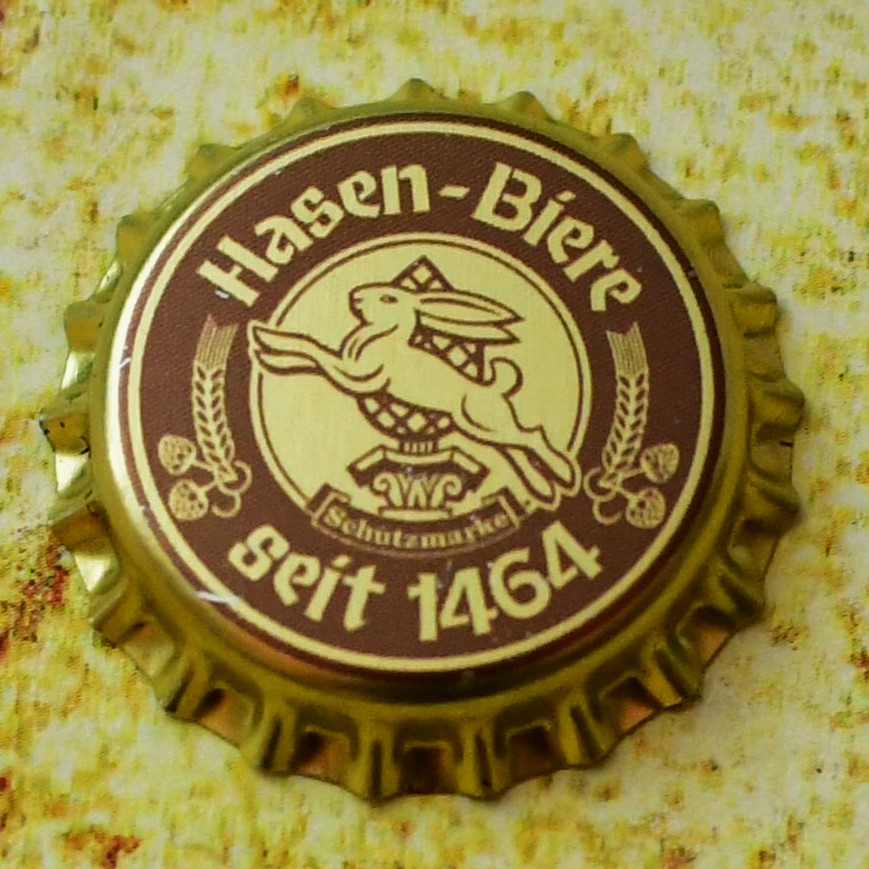 Hasen-Biere
Schutzmarke
seit 1464